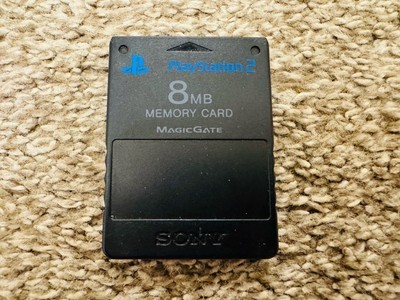 PlayStation 2
8MB
MEMORY CARD
MAGICGATE
SONY